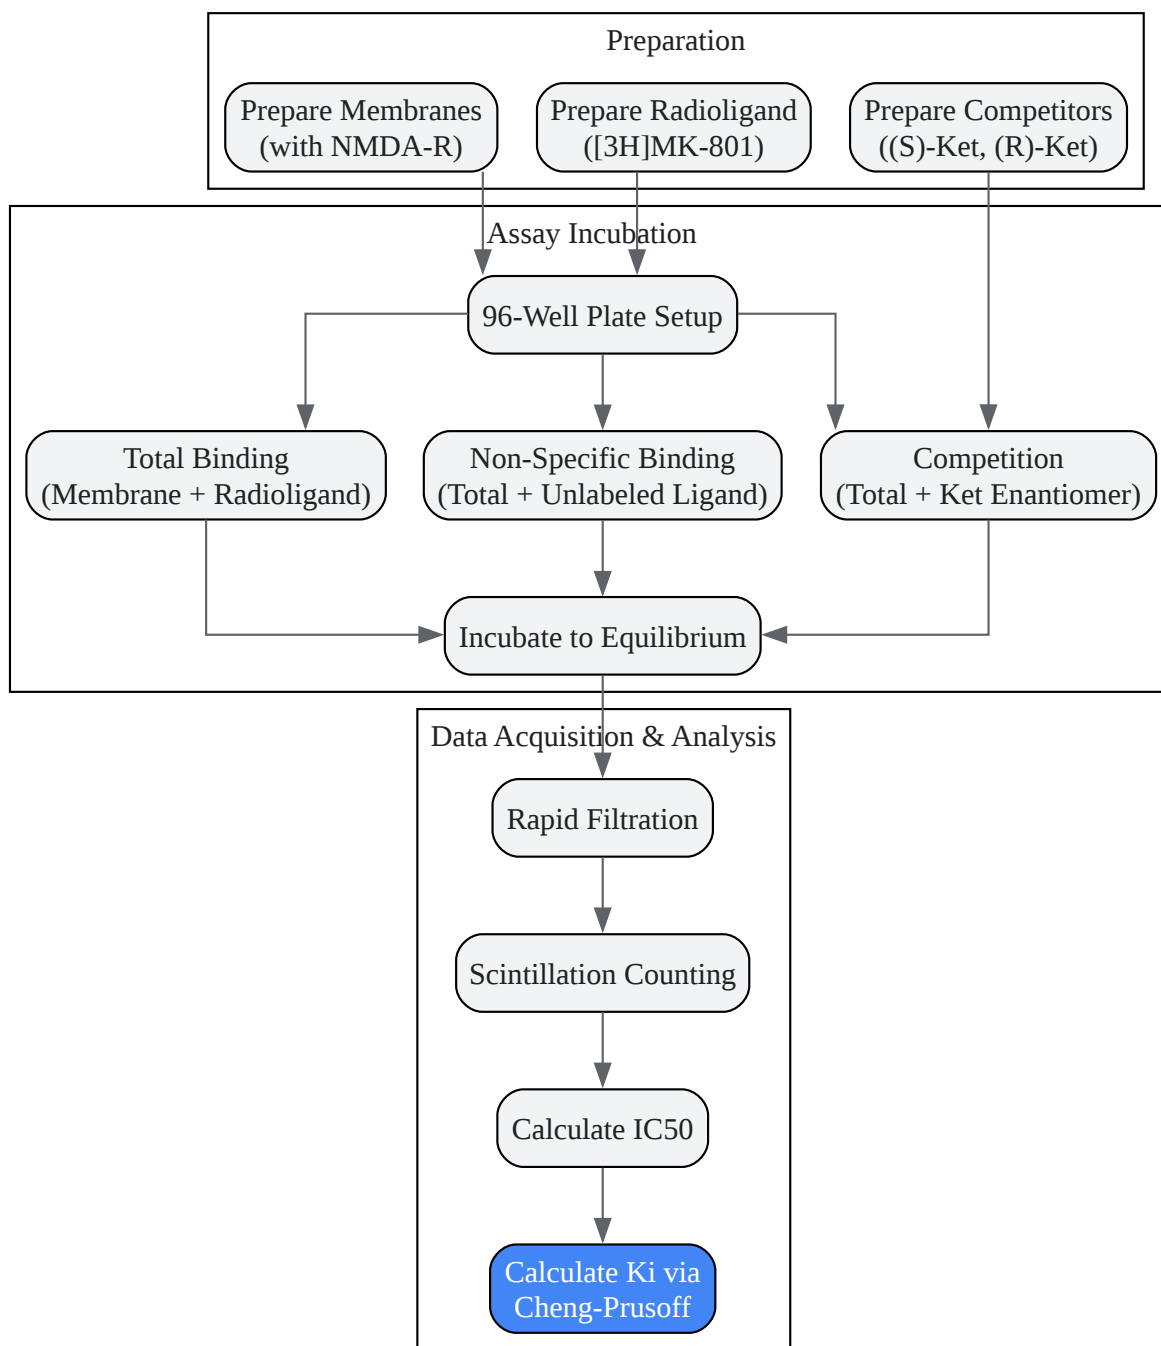 Preparation
Prepare Membranes
(with NMDA-R)
Prepare Radioligand
([3H]MK-801)
Prepare Competitors
((S)-Ket, (R)-Ket)
Assay Incubation
96-Well Plate Setup
Total Binding
(Membrane + Radioligand)
Non-Specific Binding
(Total + Unlabeled Ligand)
Competition
(Total + Ket Enantiomer)
Incubate to Equilibrium
Data Acquisition & Analysis
Rapid Filtration
Scintillation Counting
Calculate IC50
Calculate Ki via
Cheng-Prusoff